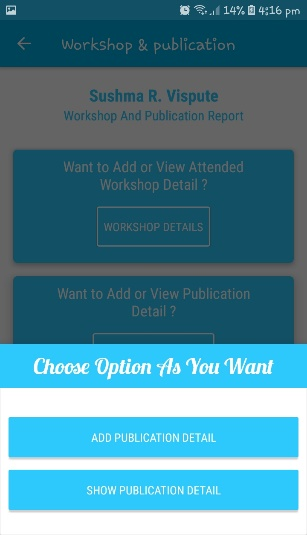 14% 4:16 pm
Workshop & publication
Sushma R. Vispute
Workshop And Publication Report
Want to Add or View Attended
Workshop Detail ?
WORKSHOP DETAILS
Want to Add or View Publication
Detail ?
Choose Option As You Want
ADD PUBLICATION DETAIL
SHOW PUBLICATION DETAIL